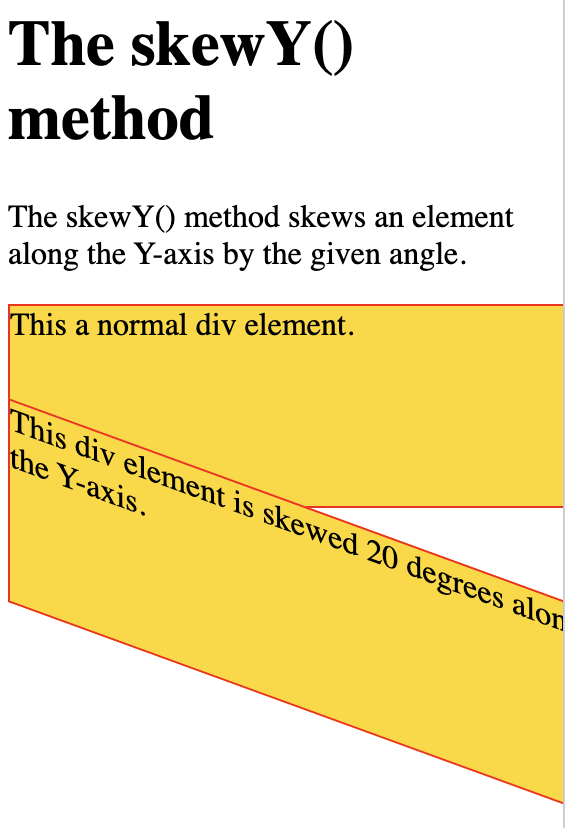 The skewY()
method
The skewY() method skews an element
along the Y-axis by the given angle.
This a normal div element.
This div element is skewed 20 degrees alon
the Y-axis.